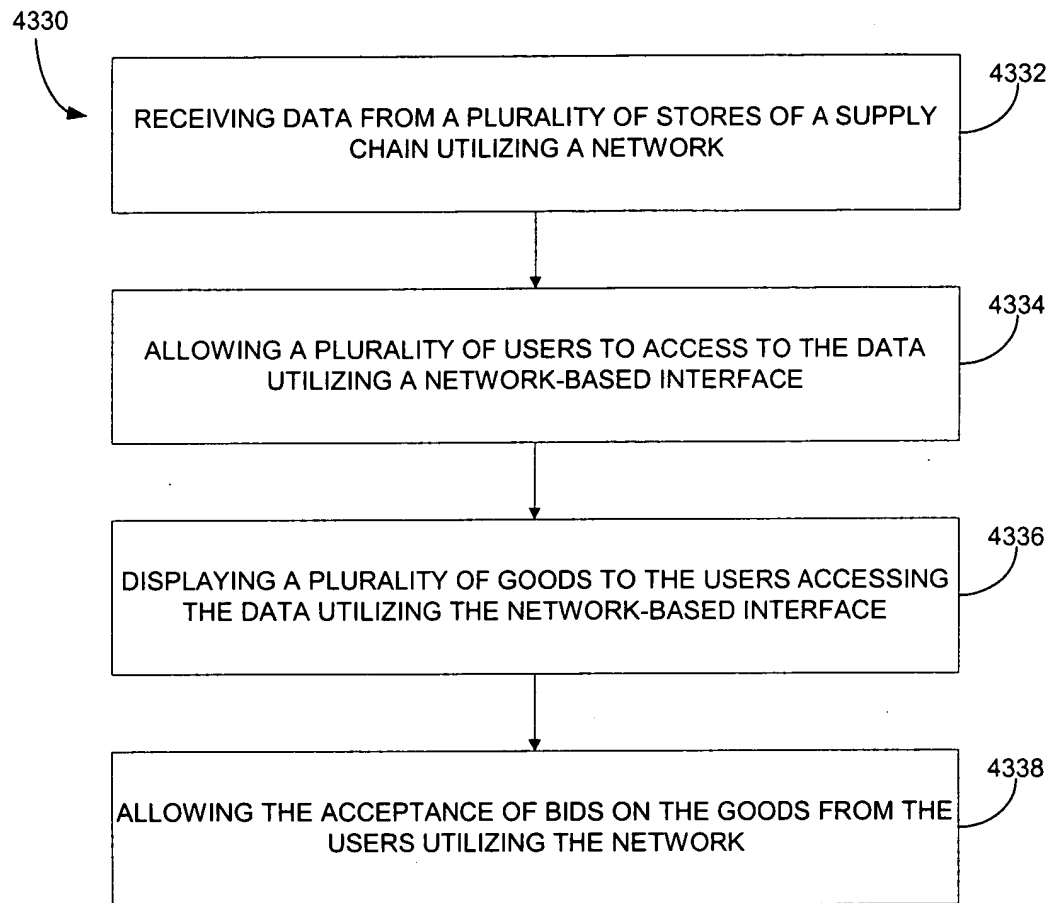 4330
4332
RECEIVING DATA FROM A PLURALITY OF STORES OF A SUPPLY
CHAIN UTILIZING A NETWORK
4334
ALLOWING A PLURALITY OF USERS TO ACCESS TO THE DATA
UTILIZING A NETWORK-BASED INTERFACE
4336
DISPLAYING A PLURALITY OF GOODS TO THE USERS ACCESSING
THE DATA UTILIZING THE NETWORK-BASED INTERFACE
4338
ALLOWING THE ACCEPTANCE OF BIDS ON THE GOODS FROM THE
USERS UTILIZING THE NETWORK